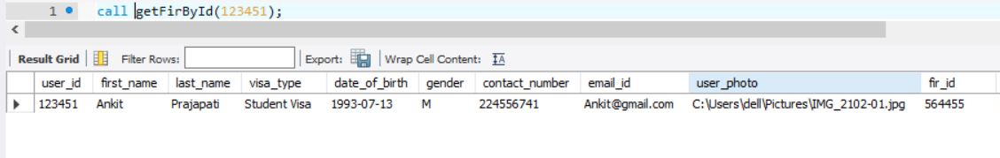 1 call getFirById(123451);
Result Grid Filter Rows: Export: Wrap Cell Content:
user_id first_name last_name visa_type date_of_birth gender contact_number email_id user_photo fir_id
123451 Ankit Prajapati Student Visa 1993-07-13 M 224556741 Ankit@gmail.com C:\Users\dell\Pictures\IMG_2102-01.jpg 564455